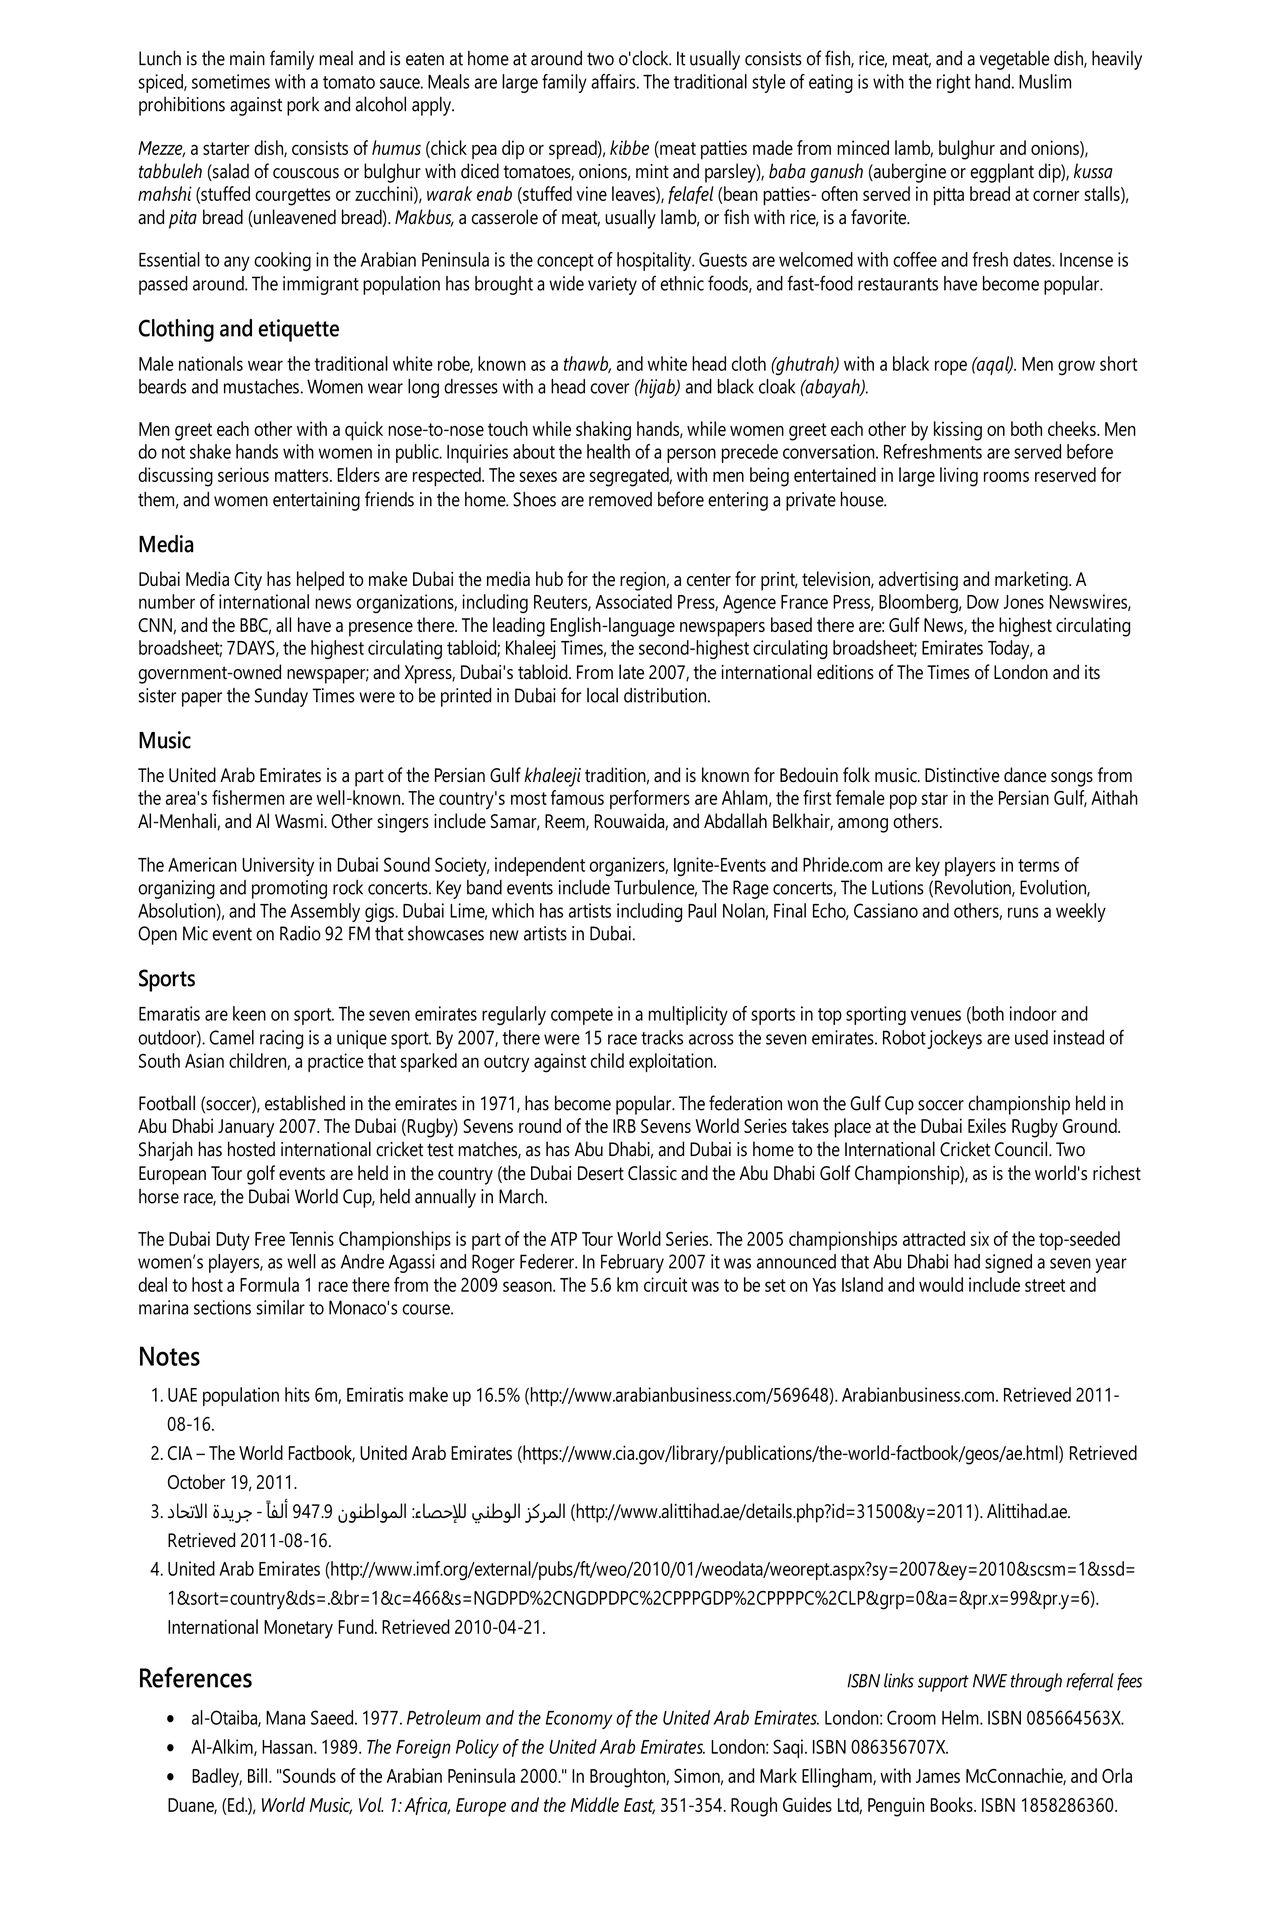 Lunch is the main family meal and is eaten at home at around two o'clock. It usually consists of fish, rice, meat, and a vegetable dish, heavily
spiced, sometimes with a tomato sauce. Meals are large family affairs. The traditional style of eating is with the right hand. Muslim
prohibitions against pork and alcohol apply.
Mezze, a starter dish, consists of humus (chick pea dip or spread), kibbe (meat patties made from minced lamb, bulghur and onions),
tabbuleh (salad of couscous or bulghur with diced tomatoes, onions, mint and parsley), baba ganush (aubergine or eggplant dip), kussa
mahshi (stuffed courgettes or zucchini), warak enab (stuffed vine leaves), felafel (bean patties- often served in pitta bread at corner stalls),
and pita bread (unleavened bread). Makbus, a casserole of meat, usually lamb, or fish with rice, is a favorite.
Essential to any cooking in the Arabian Peninsula is the concept of hospitality. Guests are welcomed with coffee and fresh dates. Incense is
passed around. The immigrant population has brought a wide variety of ethnic foods, and fast-food restaurants have become popular.
Clothing and etiquette
Male nationals wear the traditional white robe, known as a thawb, and white head cloth (ghutrah) with a black rope (aqal). Men grow short
beards and mustaches. Women wear long dresses with a head cover (hijab) and black cloak (abayah).
Men greet each other with a quick nose-to-nose touch while shaking hands, while women greet each other by kissing on both cheeks. Men
do not shake hands with women in public. Inquiries about the health of a person precede conversation. Refreshments are served before
discussing serious matters. Elders are respected. The sexes are segregated, with men being entertained in large living rooms reserved for
them, and women entertaining friends in the home. Shoes are removed before entering a private house.
Media
Dubai Media City has helped to make Dubai the media hub for the region, a center for print, television, advertising and marketing. A
number of international news organizations, including Reuters, Associated Press, Agence France Press, Bloomberg, Dow Jones Newswires,
CNN, and the BBC, all have a presence there. The leading English-language newspapers based there are: Gulf News, the highest circulating
broadsheet; 7DAYS, the highest circulating tabloid; Khaleej Times, the second-highest circulating broadsheet; Emirates Today, a
government-owned newspaper; and Xpress, Dubai's tabloid. From late 2007, the international editions of The Times of London and its
sister paper the Sunday Times were to be printed in Dubai for local distribution.
Music
The United Arab Emirates is a part of the Persian Gulf khaleeji tradition, and is known for Bedouin folk music. Distinctive dance songs from
the area's fishermen are well-known. The country's most famous performers are Ahlam, the first female pop star in the Persian Gulf, Aithah
Al-Menhali, and Al Wasmi. Other singers include Samar, Reem, Rouwaida, and Abdallah Belkhair, among others.
The American University in Dubai Sound Society, independent organizers, Ignite-Events and Phride.com are key players in terms of
organizing and promoting rock concerts. Key band events include Turbulence, The Rage concerts, The Lutions (Revolution, Evolution,
Absolution), and The Assembly gigs. Dubai Lime, which has artists including Paul Nolan, Final Echo, Cassiano and others, runs a weekly
Open Mic event on Radio 92 FM that showcases new artists in Dubai.
Sports
Emaratis are keen on sport. The seven emirates regularly compete in a multiplicity of sports in top sporting venues (both indoor and
outdoor). Camel racing is a unique sport. By 2007, there were 15 race tracks across the seven emirates. Robot jockeys are used instead of
South Asian children, a practice that sparked an outcry against child exploitation.
Football (soccer), established in the emirates in 1971, has become popular. The federation won the Gulf Cup soccer championship held in
Abu Dhabi January 2007. The Dubai (Rugby) Sevens round of the IRB Sevens World Series takes place at the Dubai Exiles Rugby Ground.
Sharjah has hosted international cricket test matches, as has Abu Dhabi, and Dubai is home to the International Cricket Council. Two
European Tour golf events are held in the country (the Dubai Desert Classic and the Abu Dhabi Golf Championship), as is the world's richest
horse race, the Dubai World Cup, held annually in March.
The Dubai Duty Free Tennis Championships is part of the ATP Tour World Series. The 2005 championships attracted six of the top-seeded
women’s players, as well as Andre Agassi and Roger Federer. In February 2007 it was announced that Abu Dhabi had signed a seven year
deal to host a Formula 1 race there from the 2009 season. The 5.6 km circuit was to be set on Yas Island and would include street and
marina sections similar to Monaco's course.
Notes
1. UAE population hits 6m, Emiratis make up 16.5% (http://www.arabianbusiness.com/569648). Arabianbusiness.com. Retrieved 2011-
08-16.
2. CIA – The World Factbook, United Arab Emirates (https://www.cia.gov/library/publications/the-world-factbook/geos/ae.html) Retrieved
October 19, 2011.
3. المركز الوطني للإحصاء: المواطنون 947.9 ألفاً - جريدة الاتحاد (http://www.alittihad.ae/details.php?id=31500&y=2011). Alittihad.ae.
Retrieved 2011-08-16.
4. United Arab Emirates (http://www.imf.org/external/pubs/ft/weo/2010/01/weodata/weorept.aspx?sy=2007&ey=2010&scsm=1&ssd=
1&sort=country&ds=.&br=1&c=466&s=NGDPD%2CNGDPDPC%2CPPPGDP%2CPPPPC%2CLP&grp=0&a=&pr.x=99&pr.y=6).
International Monetary Fund. Retrieved 2010-04-21.
References ISBN links support NWE through referral fees
• al-Otaiba, Mana Saeed. 1977. Petroleum and the Economy of the United Arab Emirates. London: Croom Helm. ISBN 085664563X.
• Al-Alkim, Hassan. 1989. The Foreign Policy of the United Arab Emirates. London: Saqi. ISBN 086356707X.
• Badley, Bill. "Sounds of the Arabian Peninsula 2000." In Broughton, Simon, and Mark Ellingham, with James McConnachie, and Orla
Duane, (Ed.), World Music, Vol. 1: Africa, Europe and the Middle East, 351-354. Rough Guides Ltd, Penguin Books. ISBN 1858286360.